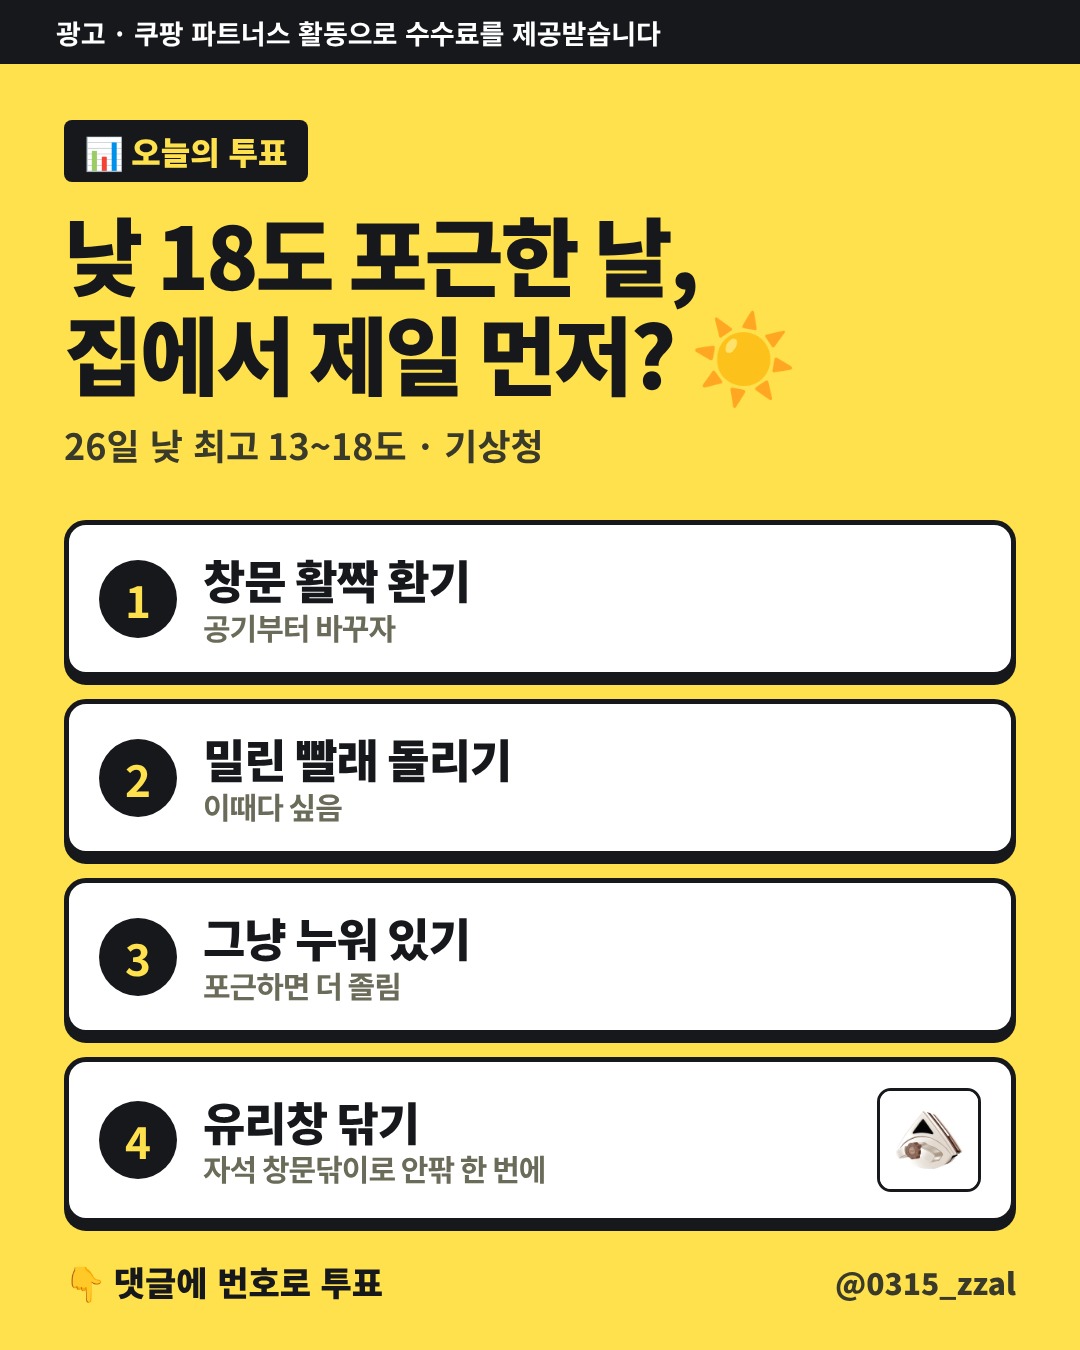 광고 · 쿠팡 파트너스 활동으로 수수료를 제공받습니다
📊 오늘의 투표
낮 18도 포근한 날,
집에서 제일 먼저? ☀️
26일 낮 최고 13~18도 · 기상청
1 창문 활짝 환기
공기부터 바꾸자
2 밀린 빨래 돌리기
이때다 싶음
3 그냥 누워 있기
포근하면 더 졸림
4 유리창 닦기
자석 창문닦이로 안팎 한 번에
👇 댓글에 번호로 투표
@0315_zzal